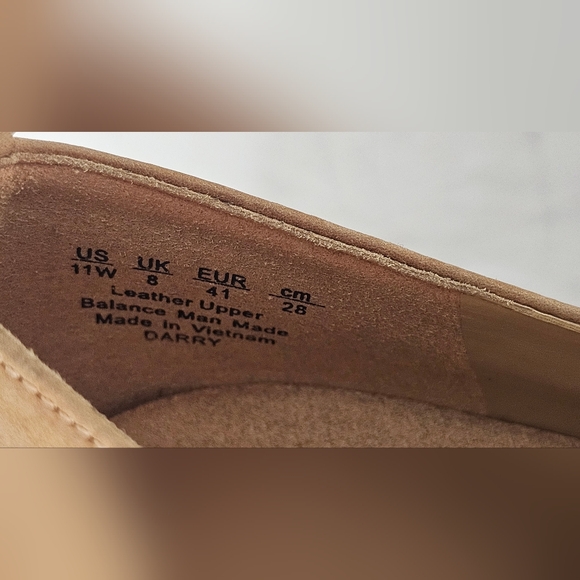 US UK EUR cm
11W 8 41 28
Leather Upper
Balance Man Made
Made in Vietnam
DARRY